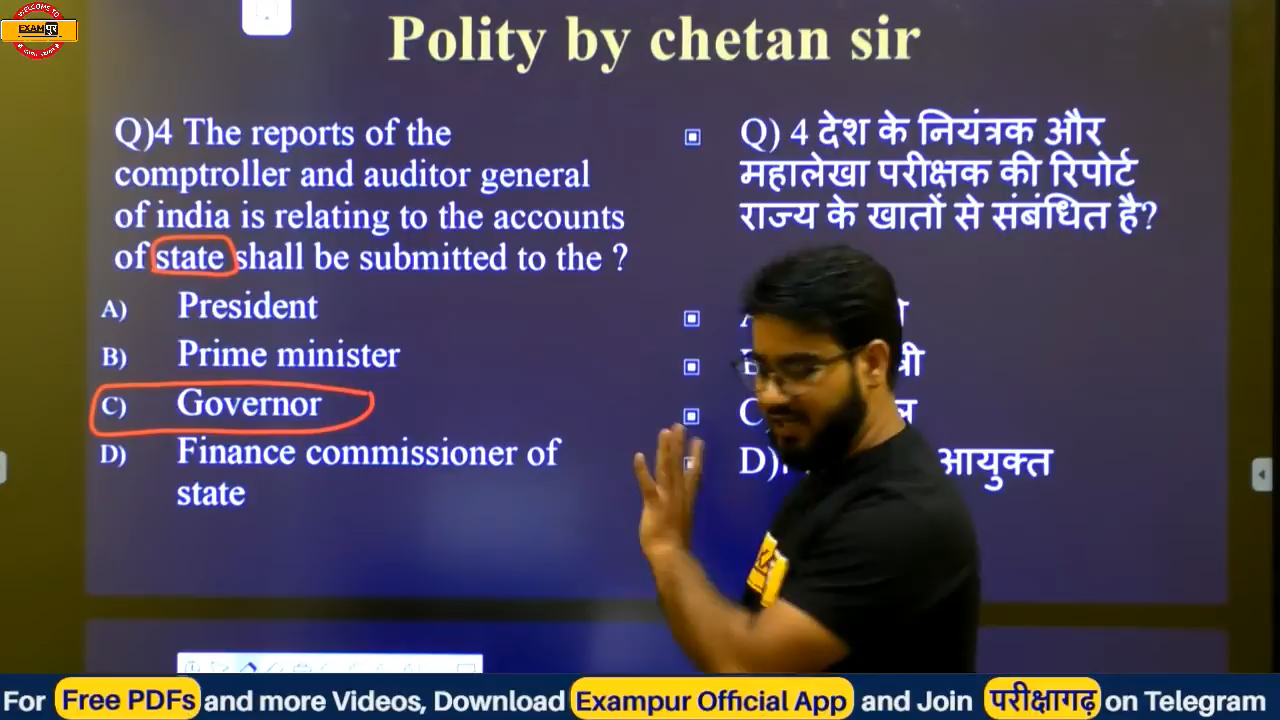 WELCOME TO
EXAMपुर
Polity by chetan sir
Q)4 The reports of the
comptroller and auditor general
of india is relating to the accounts
of state shall be submitted to the ?
A) President
B) Prime minister
C) Governor
D) Finance commissioner of
state
Q) 4 देश के नियंत्रक और
महालेखा परीक्षक की रिपोर्ट
राज्य के खातों से संबंधित है?
D) आयुक्त
For Free PDFs and more Videos, Download Exampur Official App and Join परीक्षागढ़ on Telegram